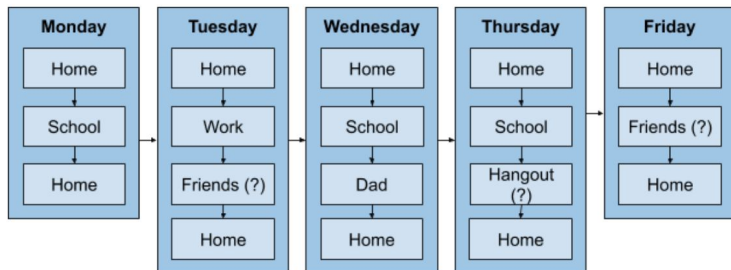 Monday
Home
School
Home
Tuesday
Home
Work
Friends (?)
Home
Wednesday
Home
School
Dad
Home
Thursday
Home
School
Hangout
(?)
Home
Friday
Home
Friends (?)
Home